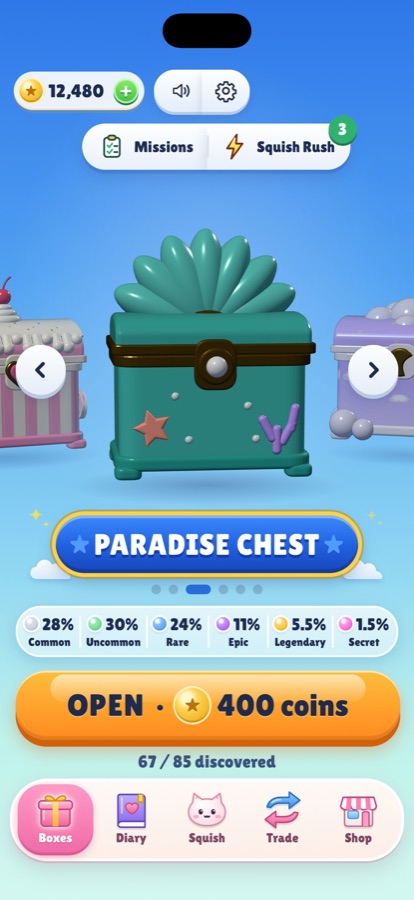 12,480
Missions
Squish Rush
3
PARADISE CHEST
28% 30% 24% 11% 5.5% 1.5%
Common Uncommon Rare Epic Legendary Secret
OPEN · 400 coins
67 / 85 discovered
Boxes Diary Squish Trade Shop